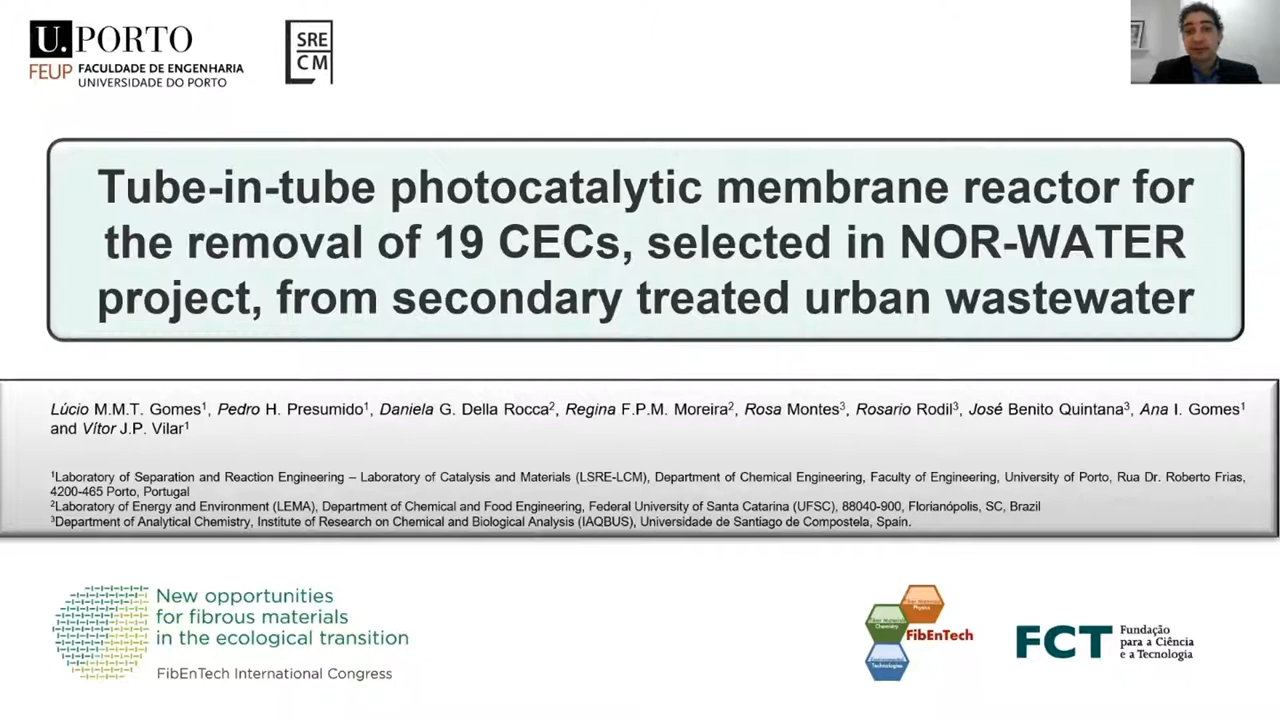 U. PORTO
FEUP FACULDADE DE ENGENHARIA
UNIVERSIDADE DO PORTO
SRE
CM
Tube-in-tube photocatalytic membrane reactor for
the removal of 19 CECs, selected in NOR-WATER
project, from secondary treated urban wastewater
Lúcio M.M.T. Gomes¹, Pedro H. Presumido¹, Daniela G. Della Rocca², Regina F.P.M. Moreira², Rosa Montes³, Rosario Rodil³, José Benito Quintana³, Ana I. Gomes¹
and Vítor J.P. Vilar¹
¹Laboratory of Separation and Reaction Engineering – Laboratory of Catalysis and Materials (LSRE-LCM), Department of Chemical Engineering, Faculty of Engineering, University of Porto, Rua Dr. Roberto Frias,
4200-465 Porto, Portugal
²Laboratory of Energy and Environment (LEMA), Department of Chemical and Food Engineering, Federal University of Santa Catarina (UFSC), 88040-900, Florianópolis, SC, Brazil
³Department of Analytical Chemistry, Institute of Research on Chemical and Biological Analysis (IAQBUS), Universidade de Santiago de Compostela, Spain.
New opportunities
for fibrous materials
in the ecological transition
FibEnTech International Congress
Physics
Chemistry
FibEnTech
Technologies
FCT Fundação
para a Ciência
e a Tecnologia